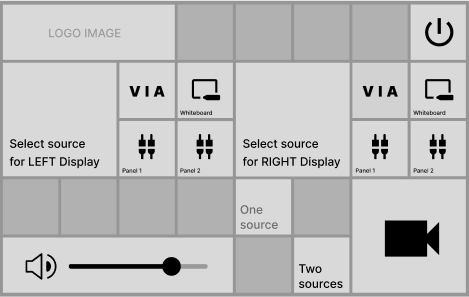 LOGO IMAGE
VIA
Whiteboard
Select source
for LEFT Display
Panel 1
Panel 2
VIA
Whiteboard
Select source
for RIGHT Display
Panel 1
Panel 2
One
source
Two
sources